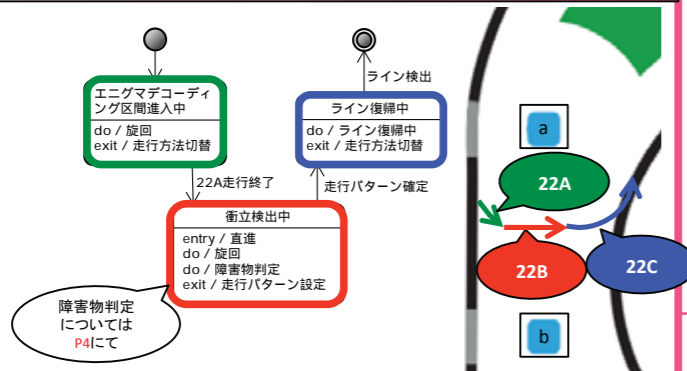 エニグマデコーディ
ング区間進入中
do / 旋回
exit / 走行方法切替
22A走行終了
衝立検出中
entry / 直進
do / 旋回
do / 障害物判定
exit / 走行パターン設定
障害物判定
については
P4にて
走行パターン確定
ライン復帰中
do / ライン復帰中
exit / 走行方法切替
ライン検出
a
22A
22B
22C
b